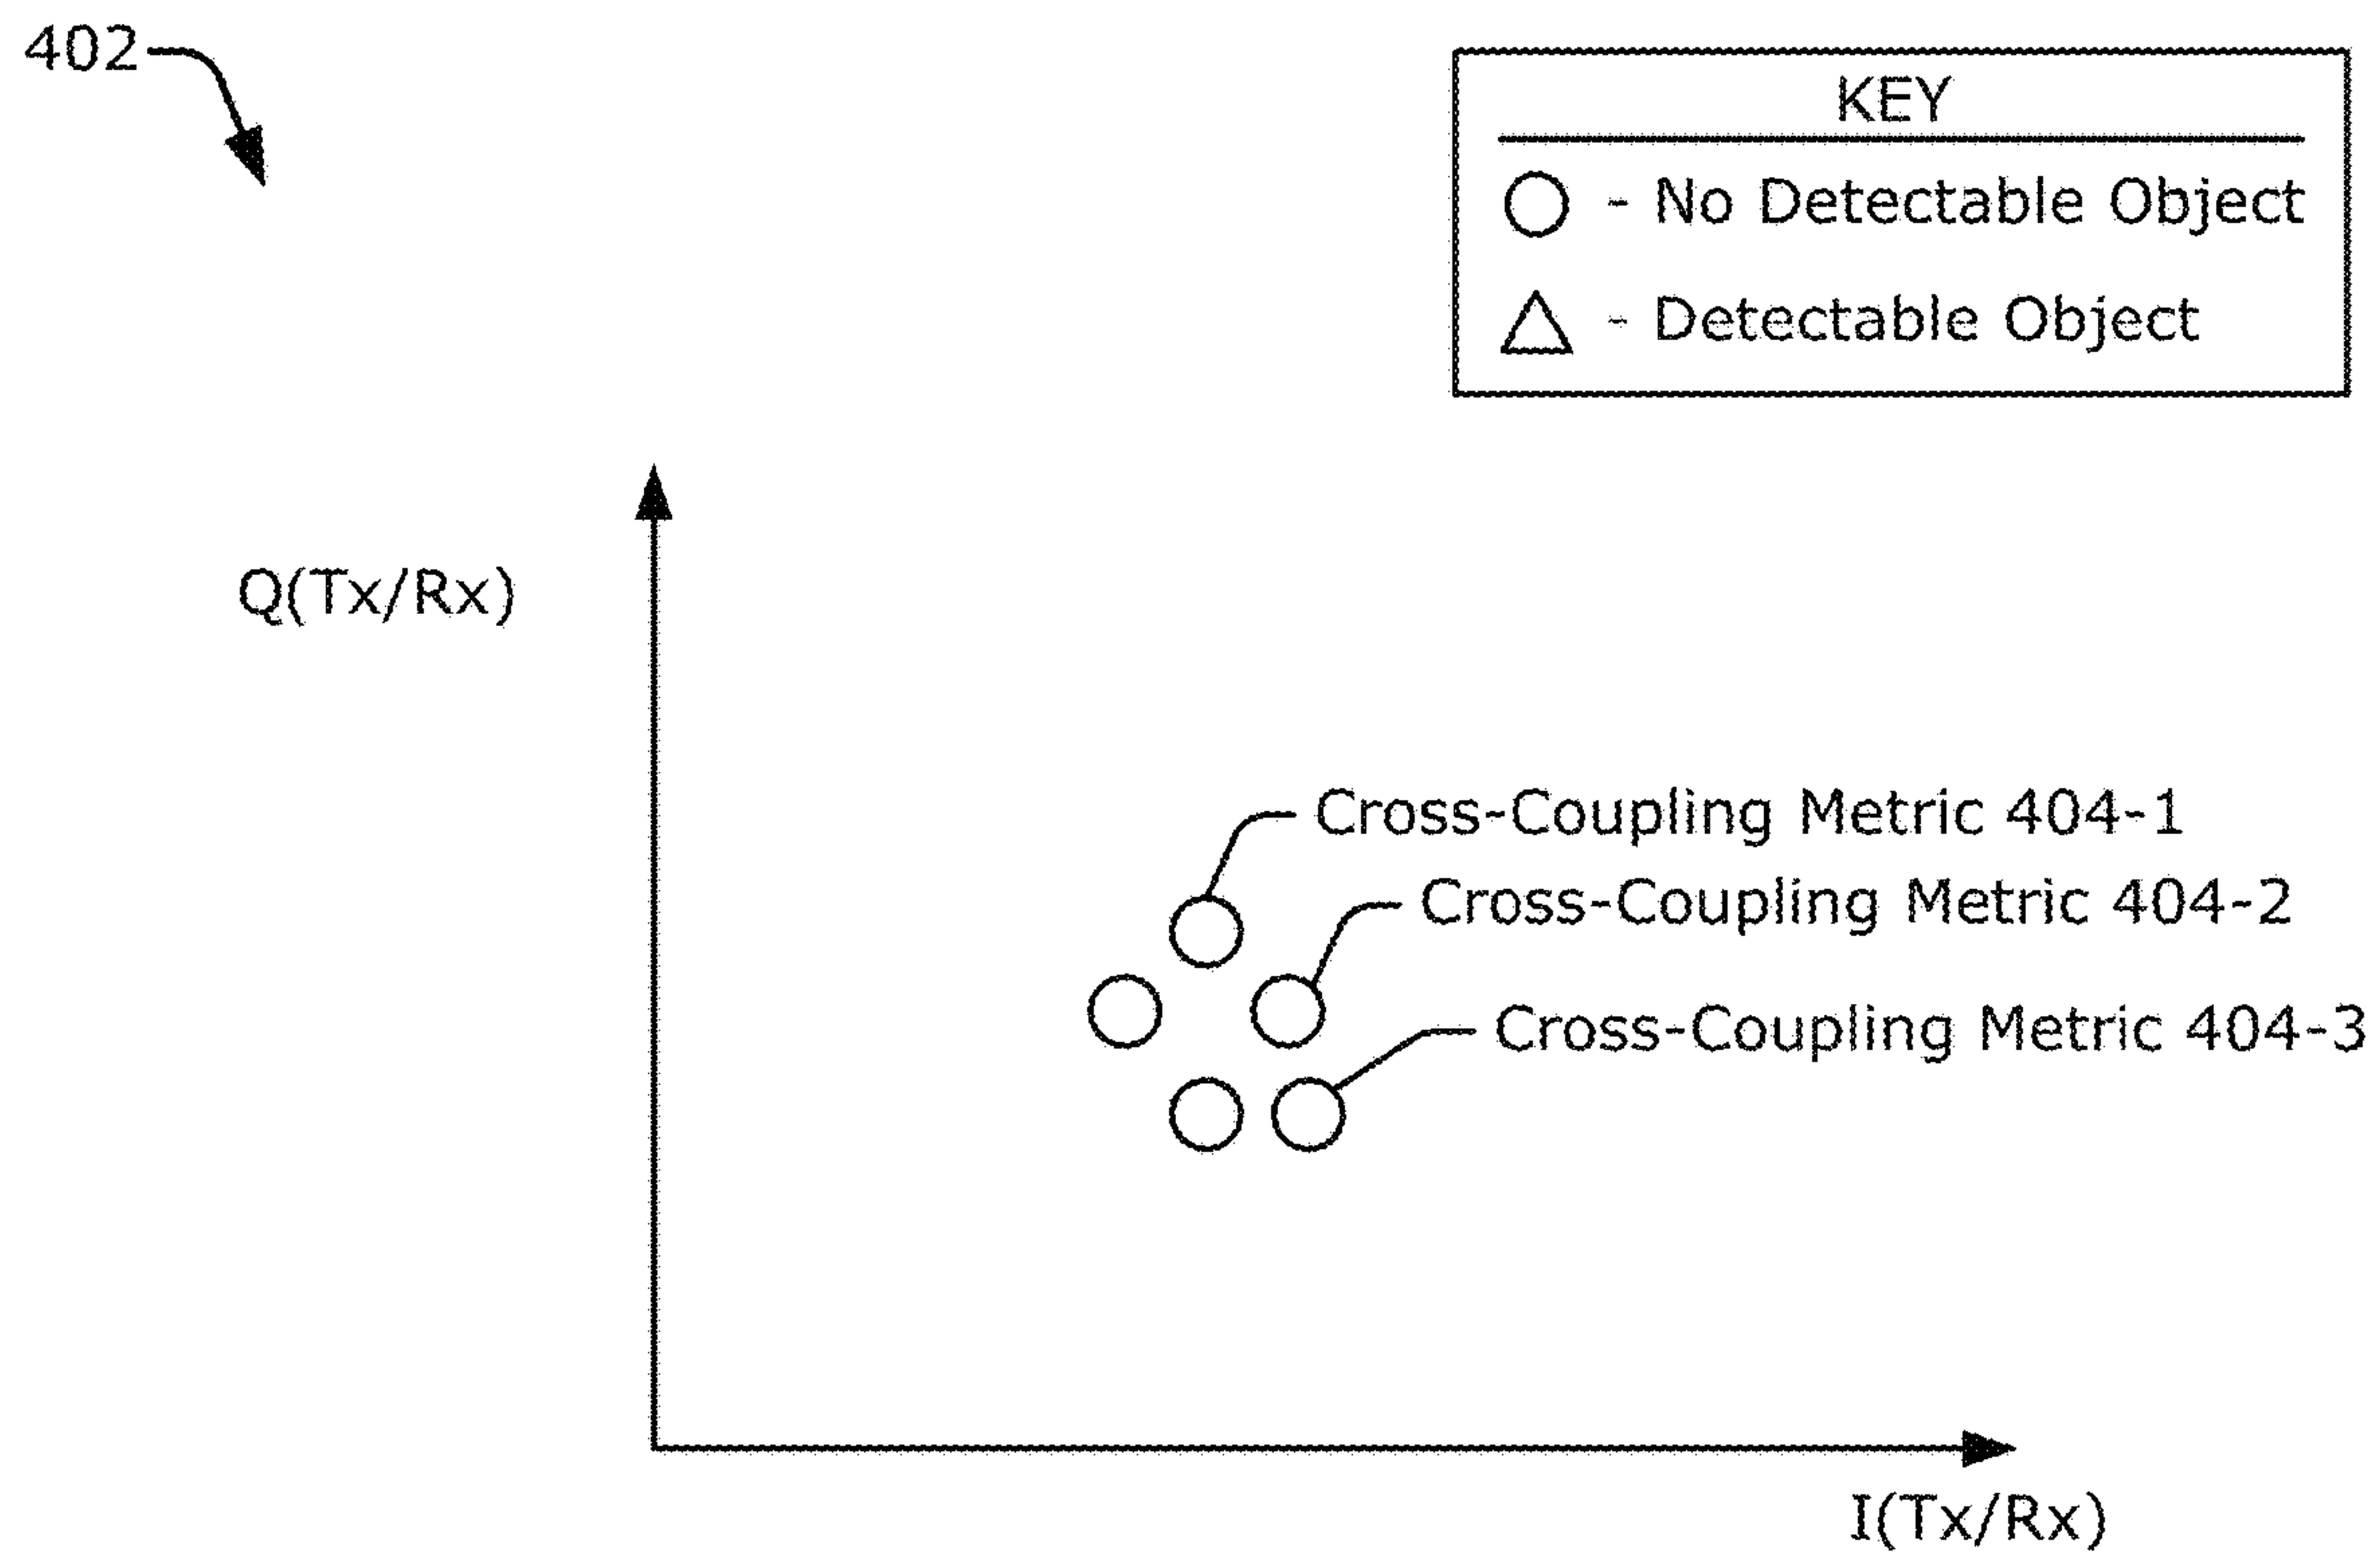 402
KEY
- No Detectable Object
- Detectable Object
Q(Tx/Rx)
Cross-Coupling Metric 404-1
Cross-Coupling Metric 404-2
Cross-Coupling Metric 404-3
I(Tx/Rx)